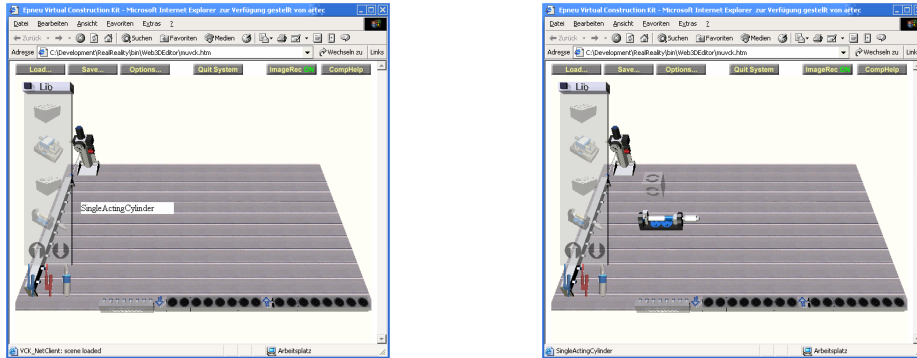 Epneu Virtual Construction Kit - Microsoft Internet Explorer zur Verfügung gestellt von artec
Datei Bearbeiten Ansicht Favoriten Extras ?
Zurück Suchen Favoriten Medien
Adresse C:\Development\RealReality\bin\Web3DEditor\nwvck.htm Wechseln zu Links
Load... Save... Options... Quit System ImageRec ON CompHelp
Lib
SingleActingCylinder
VCK_NetClient: scene loaded Arbeitsplatz
Epneu Virtual Construction Kit - Microsoft Internet Explorer zur Verfügung gestellt von artec
Datei Bearbeiten Ansicht Favoriten Extras ?
Zurück Suchen Favoriten Medien
Adresse C:\Development\RealReality\bin\Web3DEditor\nwvck.htm Wechseln zu Link
Load... Save... Options... Quit System ImageRec ON CompHelp
Lib
SingleActingCylinder Arbeitsplatz